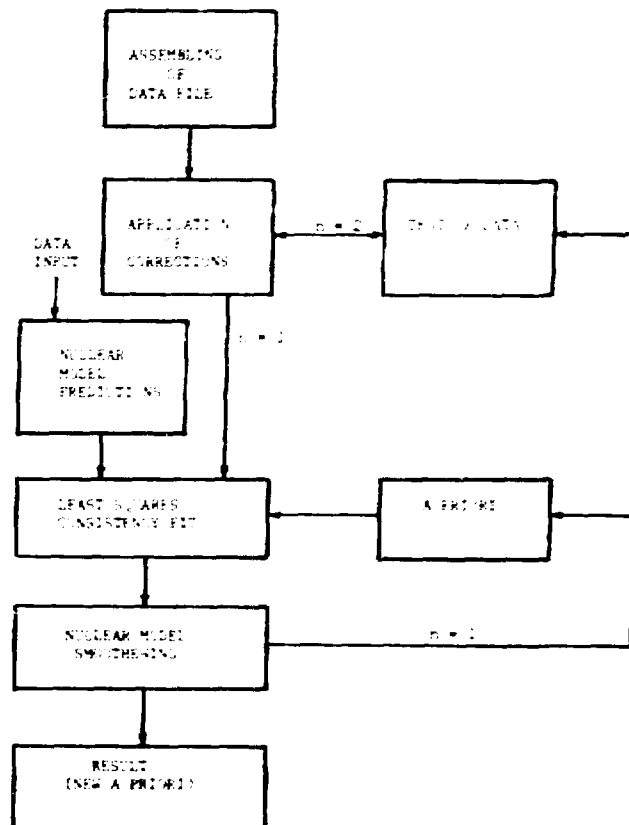 ASSEMBLING
OF
DATA FILE
APPLICATION
OF
CORRECTIONS
n = 2
DATA
DATA
INPUT
n =
NUCLEAR
MODEL
PREDICTIONS
LEAST SQUARES
CONSISTENCY FIT
A PRIORI
NUCLEAR MODEL
SMOOTHENING
n = 1
RESULT
(NEW A PRIORI)